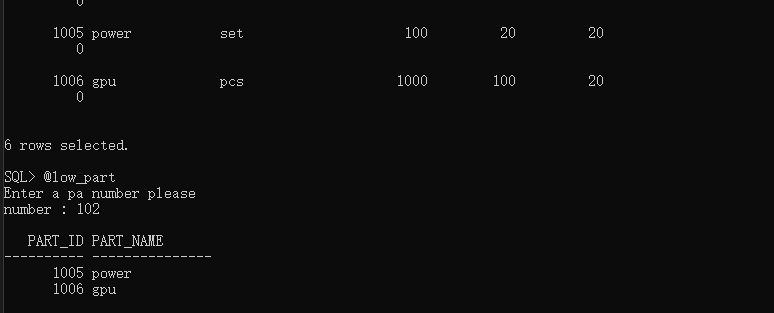 0
1005 power set 100 20 20
0
1006 gpu pcs 1000 100 20
0
6 rows selected.
SQL> @low_part
Enter a pa number please
number : 102
PART_ID PART_NAME
---------- ---------------
1005 power
1006 gpu